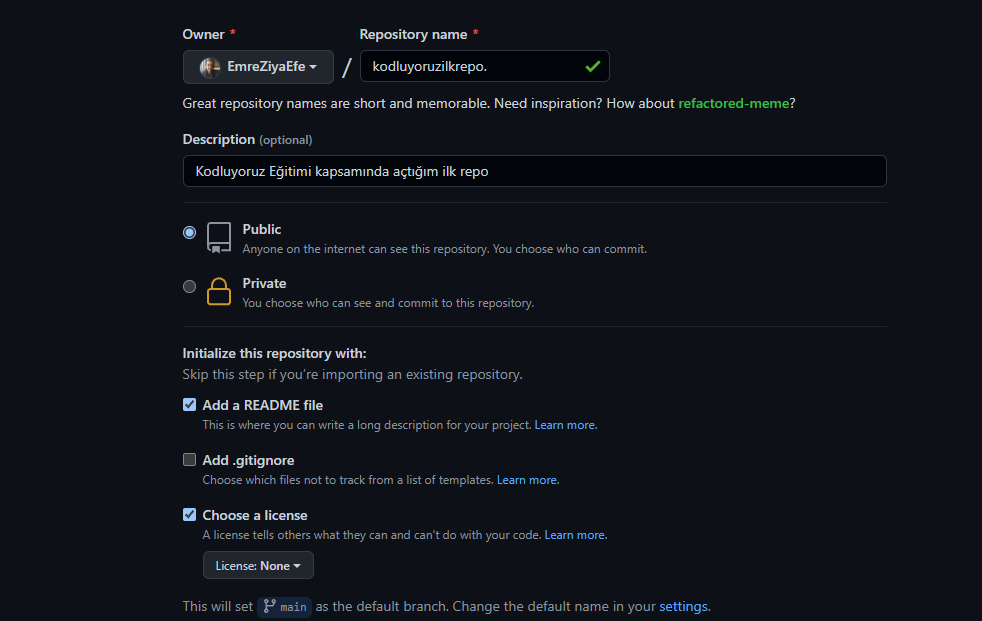 Owner * Repository name *
EmreZiyaEfe / kodluyoruzilkrepo.
Great repository names are short and memorable. Need inspiration? How about refactored-meme?
Description (optional)
Kodluyoruz Eğitimi kapsamında açtığım ilk repo
Public
Anyone on the internet can see this repository. You choose who can commit.
Private
You choose who can see and commit to this repository.
Initialize this repository with:
Skip this step if you’re importing an existing repository.
Add a README file
This is where you can write a long description for your project. Learn more.
Add .gitignore
Choose which files not to track from a list of templates. Learn more.
Choose a license
A license tells others what they can and can't do with your code. Learn more.
License: None
This will set main as the default branch. Change the default name in your settings.